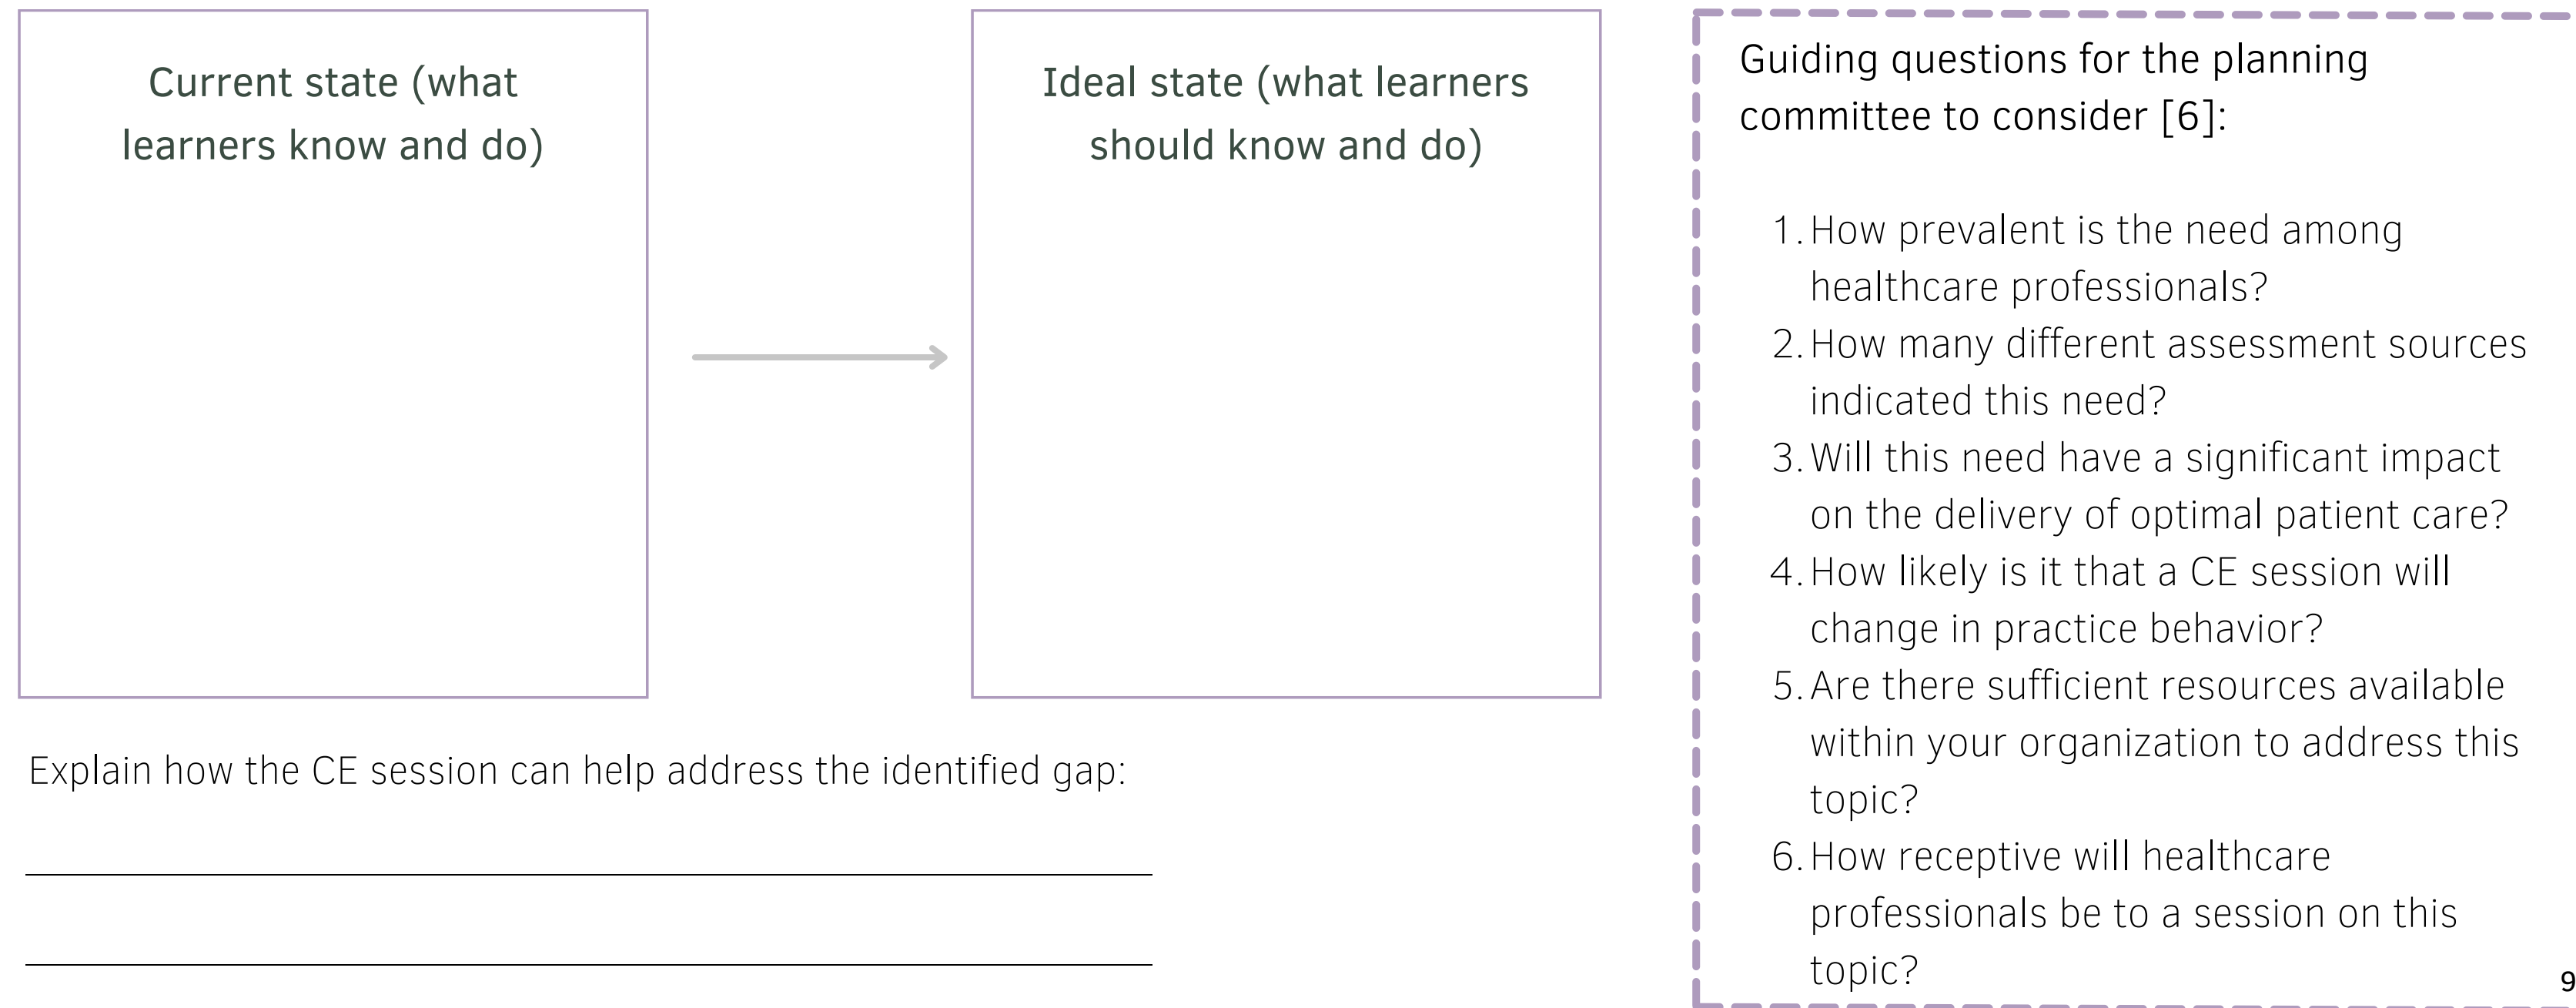 Current state (what
learners know and do)
Ideal state (what learners
should know and do)
Explain how the CE session can help address the identified gap:
Guiding questions for the planning
committee to consider [6]:
1. How prevalent is the need among
healthcare professionals?
2. How many different assessment sources
indicated this need?
3. Will this need have a significant impact
on the delivery of optimal patient care?
4. How likely is it that a CE session will
change in practice behavior?
5. Are there sufficient resources available
within your organization to address this
topic?
6. How receptive will healthcare
professionals be to a session on this
topic?
9